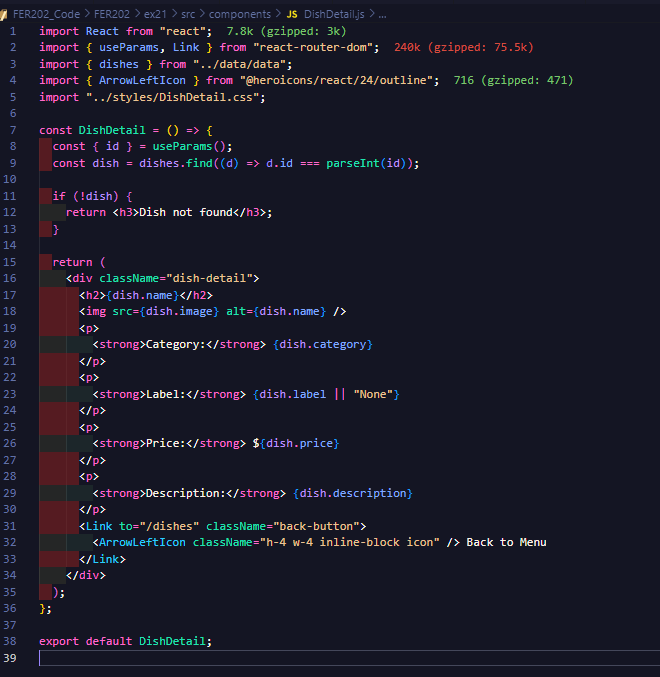 FER202_Code > FER202 > ex21 > src > components > JS DishDetail.js > ...
1 import React from "react"; 7.8k (gzipped: 3k)
2 import { useParams, Link } from "react-router-dom"; 240k (gzipped: 75.5k)
3 import { dishes } from "../data/data";
4 import { ArrowLeftIcon } from "@heroicons/react/24/outline"; 716 (gzipped: 471)
5 import "../styles/DishDetail.css";
6
7 const DishDetail = () => {
8   const { id } = useParams();
9   const dish = dishes.find((d) => d.id === parseInt(id));
10
11   if (!dish) {
12     return <h3>Dish not found</h3>;
13   }
14
15   return (
16     <div className="dish-detail">
17       <h2>{dish.name}</h2>
18       <img src={dish.image} alt={dish.name} />
19       <p>
20         <strong>Category:</strong> {dish.category}
21       </p>
22       <p>
23         <strong>Label:</strong> {dish.label || "None"}
24       </p>
25       <p>
26         <strong>Price:</strong> ${dish.price}
27       </p>
28       <p>
29         <strong>Description:</strong> {dish.description}
30       </p>
31       <Link to="/dishes" className="back-button">
32         <ArrowLeftIcon className="h-4 w-4 inline-block icon" /> Back to Menu
33       </Link>
34     </div>
35   );
36 };
37
38 export default DishDetail;
39